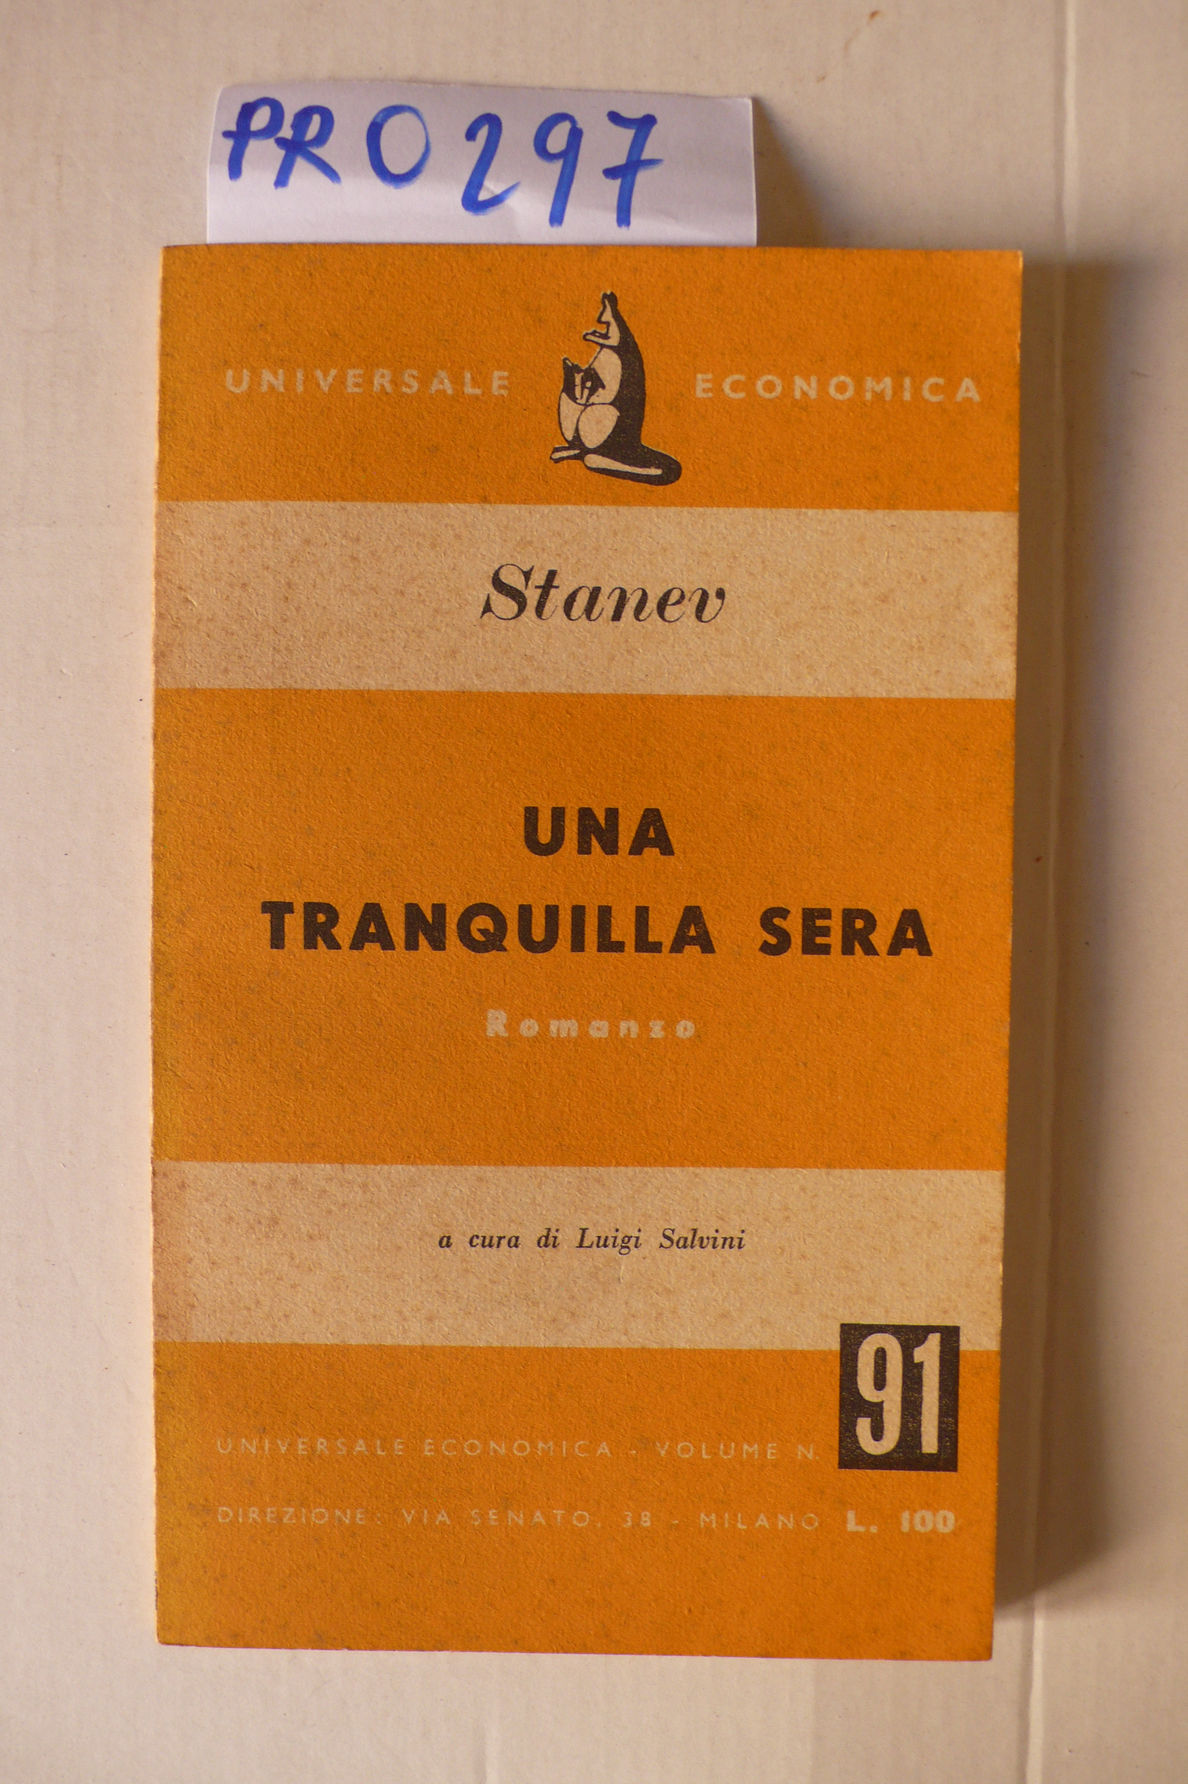 PRO297
UNIVERSALE ECONOMICA
Stanev
UNA
TRANQUILLA SERA
Romanzo
a cura di Luigi Salvini
UNIVERSALE ECONOMICA - VOLUME N. 91
DIREZIONE: VIA SENATO, 38 - MILANO L. 100